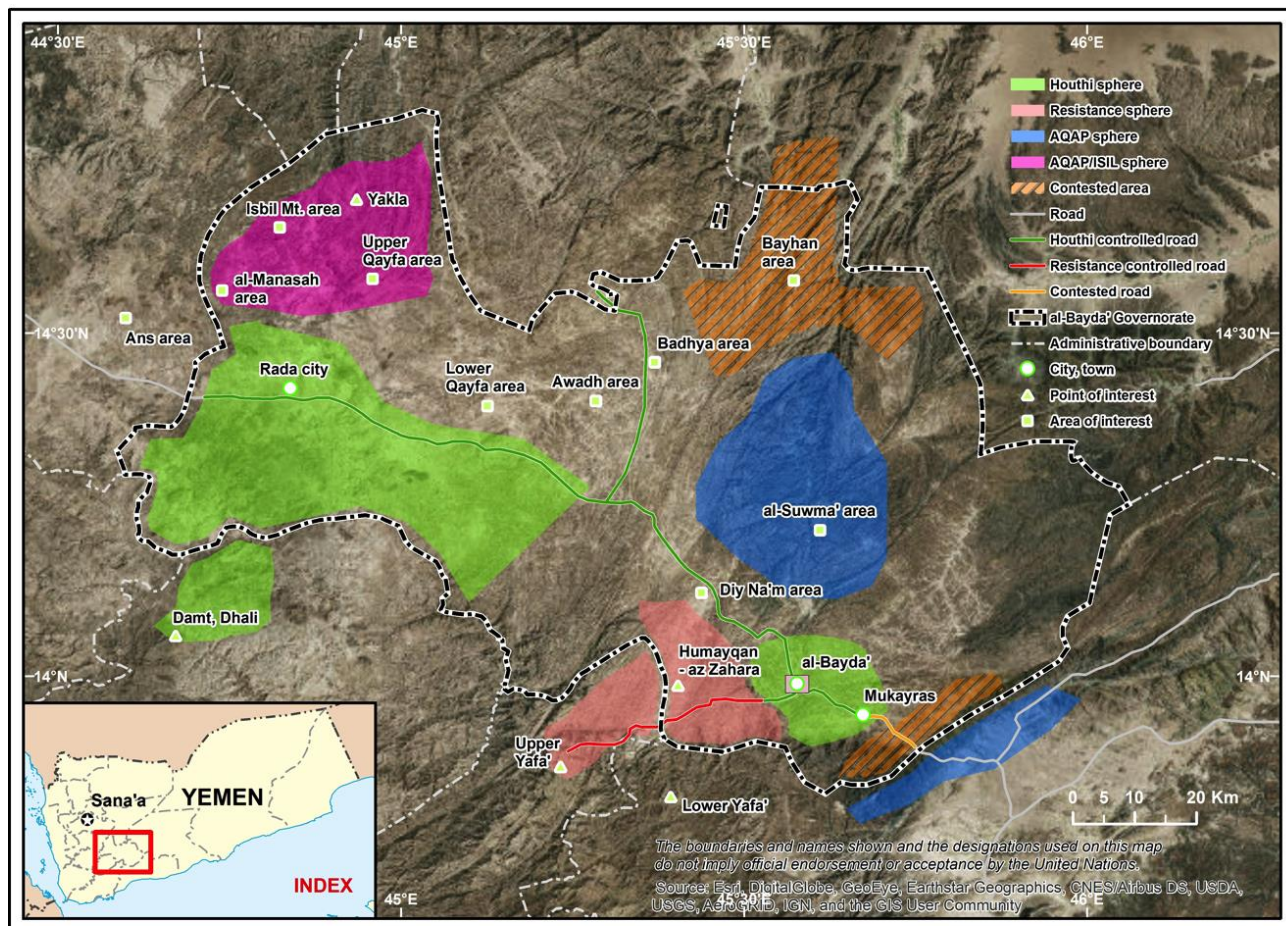 44°30'E
45°E
45°30'E
46°E
Houthi sphere
Resistance sphere
AQAP sphere
AQAP/ISIL sphere
Contested area
Road
Houthi controlled road
Resistance controlled road
Contested road
al-Bayda' Governorate
Administrative boundary
City, town
Point of interest
Area of interest
Yakla
Isbil Mt. area
Upper
Qayfa area
al-Manasah
area
Bayhan
area
Ans area
14°30'N
14°30'N
Badhya area
Rada city
Lower
Qayfa area
Awadh area
al-Suwma' area
Diy Na'm area
Damt, Dhali
Humayqan
- az Zahara
al-Bayda'
14°N
14°N
Mukayras
Upper
Yafa'
Lower Yafa'
0 5 10 20 Km
Sana'a
YEMEN
INDEX
The boundaries and names shown and the designations used on this map
do not imply official endorsement or acceptance by the United Nations.
Source: Esri, DigitalGlobe, GeoEye, Earthstar Geographics, CNES/Airbus DS, USDA,
USGS, AeroGRID, IGN, and the GIS User Community
45°E
45°30'E
46°E